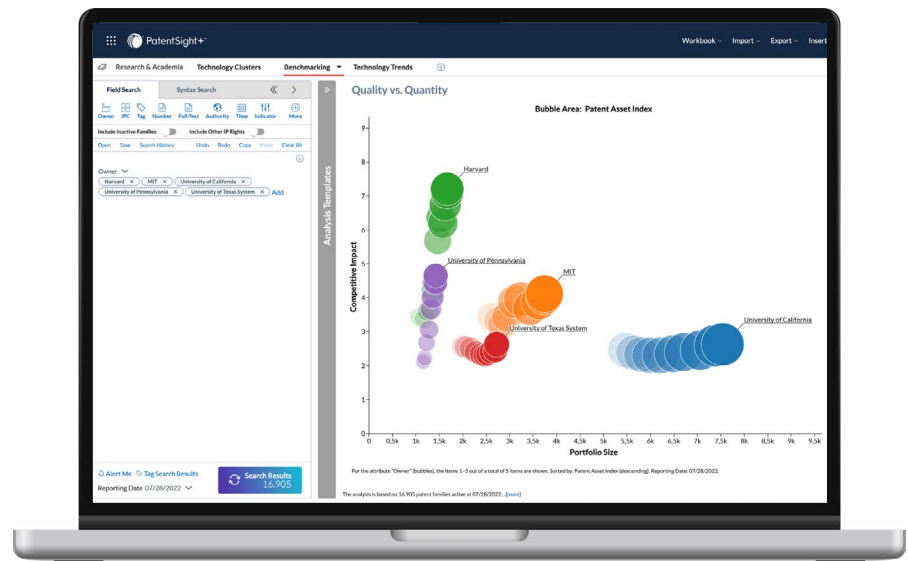 PatentSight+
Workbook
Import
Export
Insert
Research & Academia
Technology Clusters
Benchmarking
Technology Trends
Field Search
Syntax Search
Owner
IPC
Tag
Number
Full-Text
Authority
Time
Indicator
More
Include Inactive Families
Include Other IP Rights
Open
Save
Search History
Undo
Redo
Copy
Paste
Clear All
Owner
Harvard ×
MIT ×
University of California ×
University of Pennsylvania ×
University of Texas System ×
Add
Alert Me
Tag Search Results
Reporting Date 07/28/2022
Search Results
16.905
Analysis Templates
Quality vs. Quantity
Bubble Area: Patent Asset Index
Competitive Impact
9
8
7
6
5
4
3
2
1
0
Harvard
University of Pennsylvania
MIT
University of Texas System
University of California
0 0,5k 1k 1,5k 2k 2,5k 3k 3,5k 4k 4,5k 5k 5,5k 6k 6,5k 7k 7,5k 8k 8,5k 9k 9,5k
Portfolio Size
For the attribute "Owner" (bubbles), the items 1-5 out of a total of 5 items are shown. Sorted by: Patent Asset Index (descending). Reporting Date: 07/28/2022.
The analysis is based on 16 905 patent families active at 07/28/2022 ...[more]